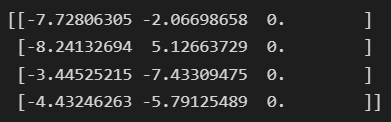 [[-7.72806305 -2.06698658  0.        ]
 [-8.24132694  5.12663729  0.        ]
 [-3.44525215 -7.43309475  0.        ]
 [-4.43246263 -5.79125489  0.        ]]